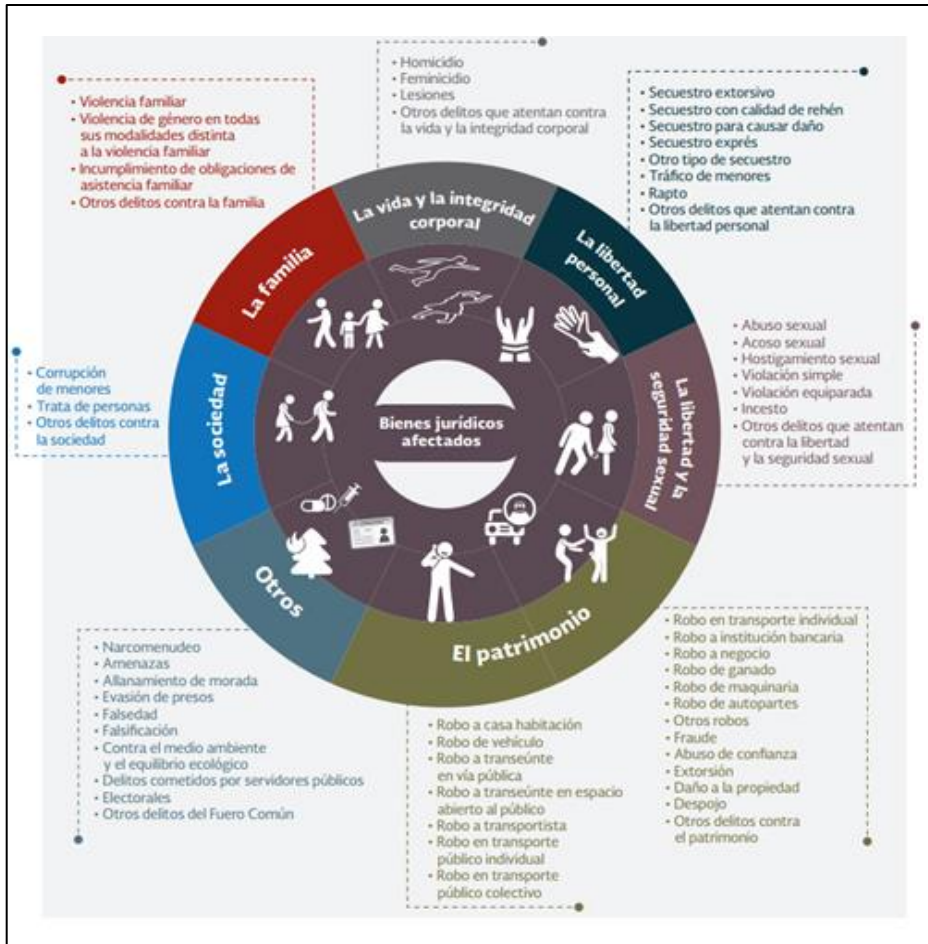 • Homicidio
• Feminicidio
• Lesiones
• Otros delitos que atentan contra
la vida y la integridad corporal
• Violencia familiar
• Violencia de género en todas
sus modalidades distinta
a la violencia familiar
• Incumplimiento de obligaciones de
asistencia familiar
• Otros delitos contra la familia
• Secuestro extorsivo
• Secuestro con calidad de rehén
• Secuestro para causar daño
• Secuestro exprés
• Otro tipo de secuestro
• Tráfico de menores
• Rapto
• Otros delitos que atentan contra
la libertad personal
La vida y la integridad
corporal
La familia
La libertad
personal
• Corrupción
de menores
• Trata de personas
• Otros delitos contra
la sociedad
La sociedad
Bienes jurídicos
afectados
La libertad y la
seguridad sexual
• Abuso sexual
• Acoso sexual
• Hostigamiento sexual
• Violación simple
• Violación equiparada
• Incesto
• Otros delitos que atentan
contra la libertad
y la seguridad sexual
Otros
El patrimonio
• Narcomenudeo
• Amenazas
• Allanamiento de morada
• Evasión de presos
• Falsedad
• Falsificación
• Contra el medio ambiente
y el equilibrio ecológico
• Delitos cometidos por servidores públicos
• Electorales
• Otros delitos del Fuero Común
• Robo a casa habitación
• Robo de vehículo
• Robo a transeúnte
en vía pública
• Robo a transeúnte en espacio
abierto al público
• Robo a transportista
• Robo en transporte
público individual
• Robo en transporte
público colectivo
• Robo en transporte individual
• Robo a institución bancaria
• Robo a negocio
• Robo de ganado
• Robo de maquinaria
• Robo de autopartes
• Otros robos
• Fraude
• Abuso de confianza
• Extorsión
• Daño a la propiedad
• Despojo
• Otros delitos contra
el patrimonio